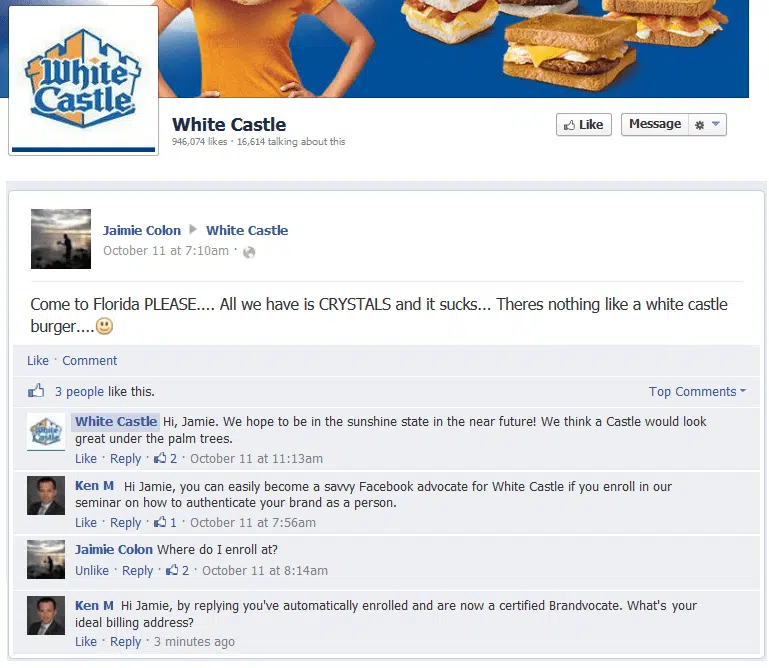 White
Castle
White Castle
946,074 likes · 16,614 talking about this
Like
Message
Jaimie Colon White Castle
October 11 at 7:10am ·
Come to Florida PLEASE.... All we have is CRYSTALS and it sucks... Theres nothing like a white castle
burger....🙂
Like · Comment
3 people like this.
Top Comments
White Castle
White Castle Hi, Jamie. We hope to be in the sunshine state in the near future! We think a Castle would look
great under the palm trees.
Like · Reply · 2 · October 11 at 11:13am
Ken M Hi Jamie, you can easily become a savvy Facebook advocate for White Castle if you enroll in our
seminar on how to authenticate your brand as a person.
Like · Reply · 1 · October 11 at 7:56am
Jaimie Colon Where do I enroll at?
Unlike · Reply · 2 · October 11 at 8:14am
Ken M Hi Jamie, by replying you've automatically enrolled and are now a certified Brandvocate. What's your
ideal billing address?
Like · Reply · 3 minutes ago